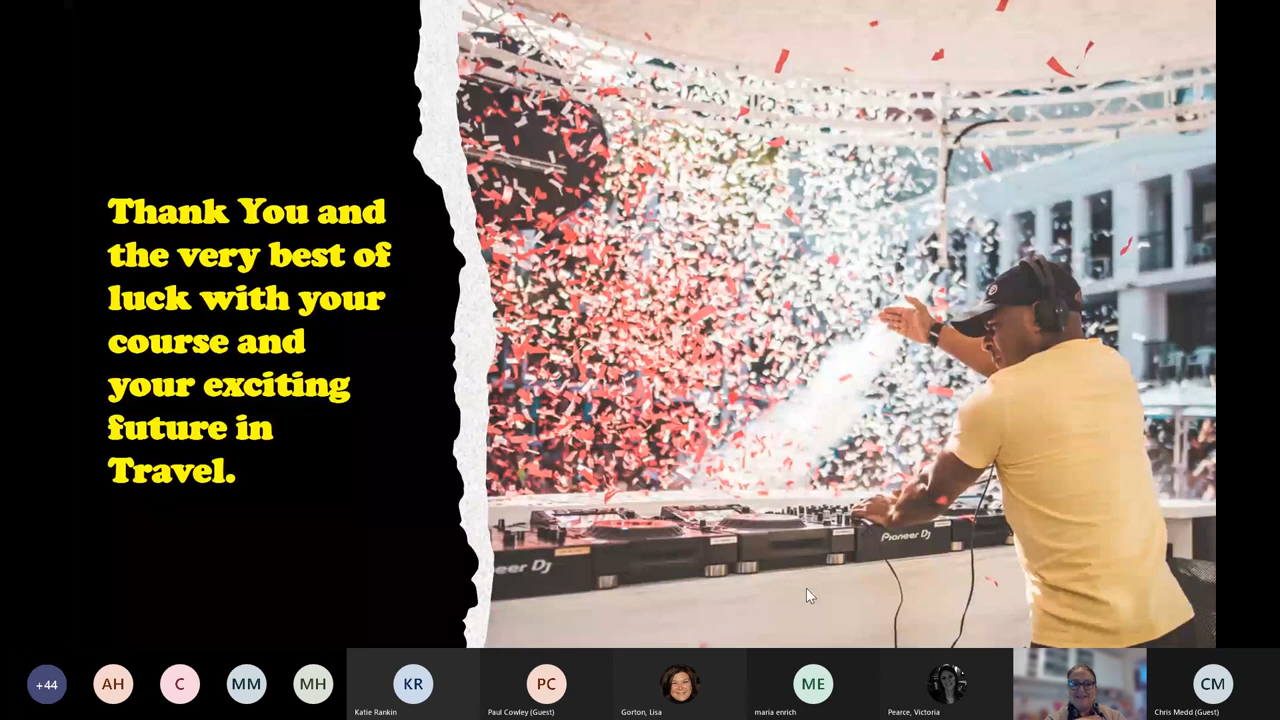 Thank You and
the very best of
luck with your
course and
your exciting
future in
Travel.
eer DJ
Pioneer DJ
+44
AH
C
MM
MH
KR
Katie Rankin
PC
Paul Cowley (Guest)
Gorton, Lisa
ME
maria enrich
Pearce, Victoria
CM
Chris Medd (Guest)